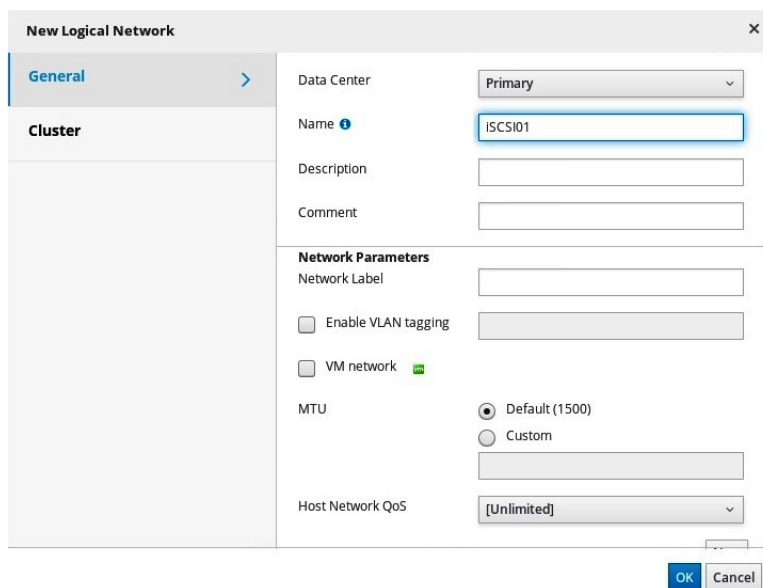 New Logical Network ×
General
Cluster
Data Center Primary
Name iSCSI01
Description
Comment
Network Parameters
Network Label
Enable VLAN tagging
VM network vm
MTU Default (1500)
Custom
Host Network QoS [Unlimited]
OK Cancel